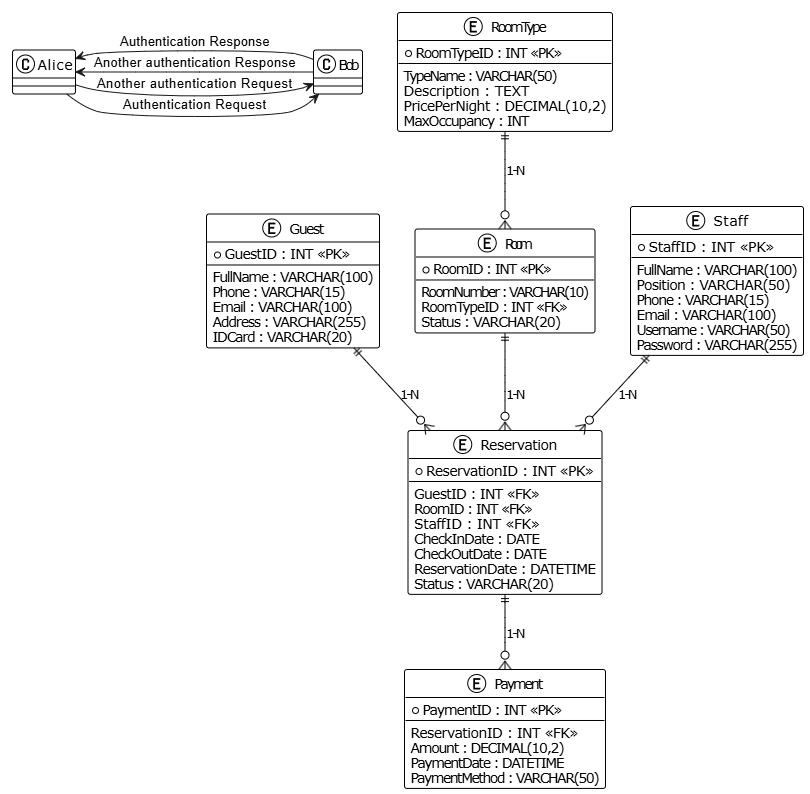 Authentication Response
C Alice
Another authentication Response
C Bob
Another authentication Request
Authentication Request
E RoomType
RoomTypeID : INT «PK»
TypeName : VARCHAR(50)
Description : TEXT
PricePerNight : DECIMAL(10,2)
MaxOccupancy : INT
1-N
E Guest
GuestID : INT «PK»
FullName : VARCHAR(100)
Phone : VARCHAR(15)
Email : VARCHAR(100)
Address : VARCHAR(255)
IDCard : VARCHAR(20)
E Room
RoomID : INT «PK»
RoomNumber : VARCHAR(10)
RoomTypeID : INT «FK»
Status : VARCHAR(20)
E Staff
StaffID : INT «PK»
FullName : VARCHAR(100)
Position : VARCHAR(50)
Phone : VARCHAR(15)
Email : VARCHAR(100)
Username : VARCHAR(50)
Password : VARCHAR(255)
1-N
1-N
1-N
E Reservation
ReservationID : INT «PK»
GuestID : INT «FK»
RoomID : INT «FK»
StaffID : INT «FK»
CheckInDate : DATE
CheckOutDate : DATE
ReservationDate : DATETIME
Status : VARCHAR(20)
1-N
E Payment
PaymentID : INT «PK»
ReservationID : INT «FK»
Amount : DECIMAL(10,2)
PaymentDate : DATETIME
PaymentMethod : VARCHAR(50)